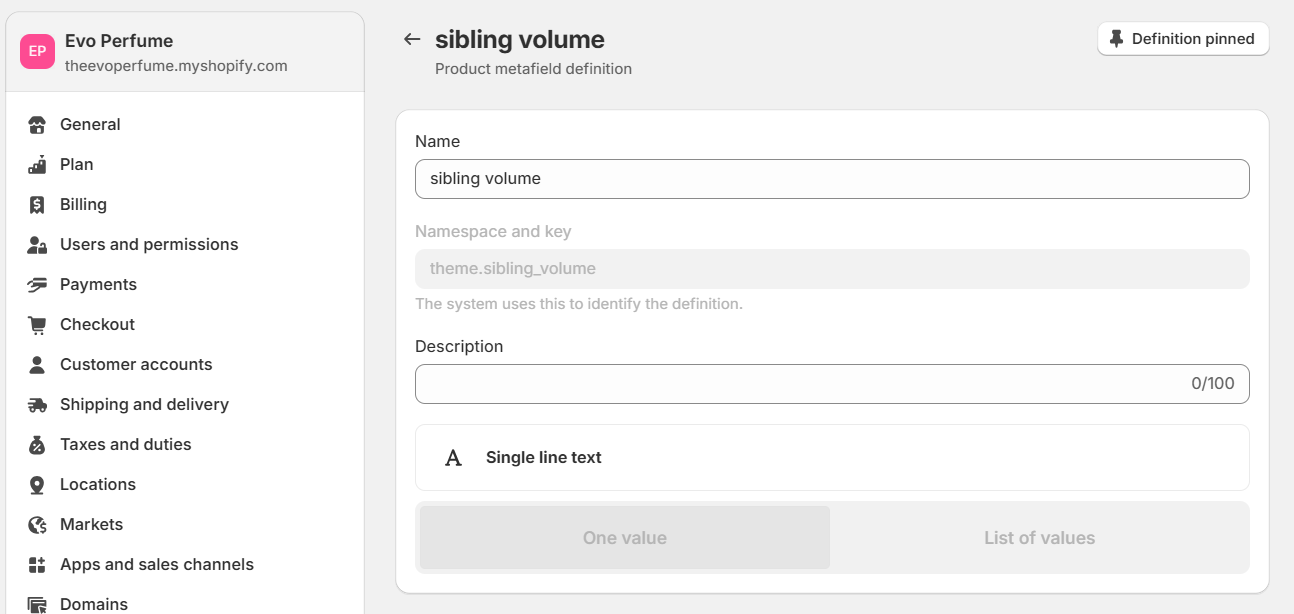 EP
Evo Perfume
theevoperfume.myshopify.com
General
Plan
Billing
Users and permissions
Payments
Checkout
Customer accounts
Shipping and delivery
Taxes and duties
Locations
Markets
Apps and sales channels
Domains
sibling volume
Product metafield definition
Definition pinned
Name
sibling volume
Namespace and key
theme.sibling_volume
The system uses this to identify the definition.
Description
0/100
Single line text
One value
List of values